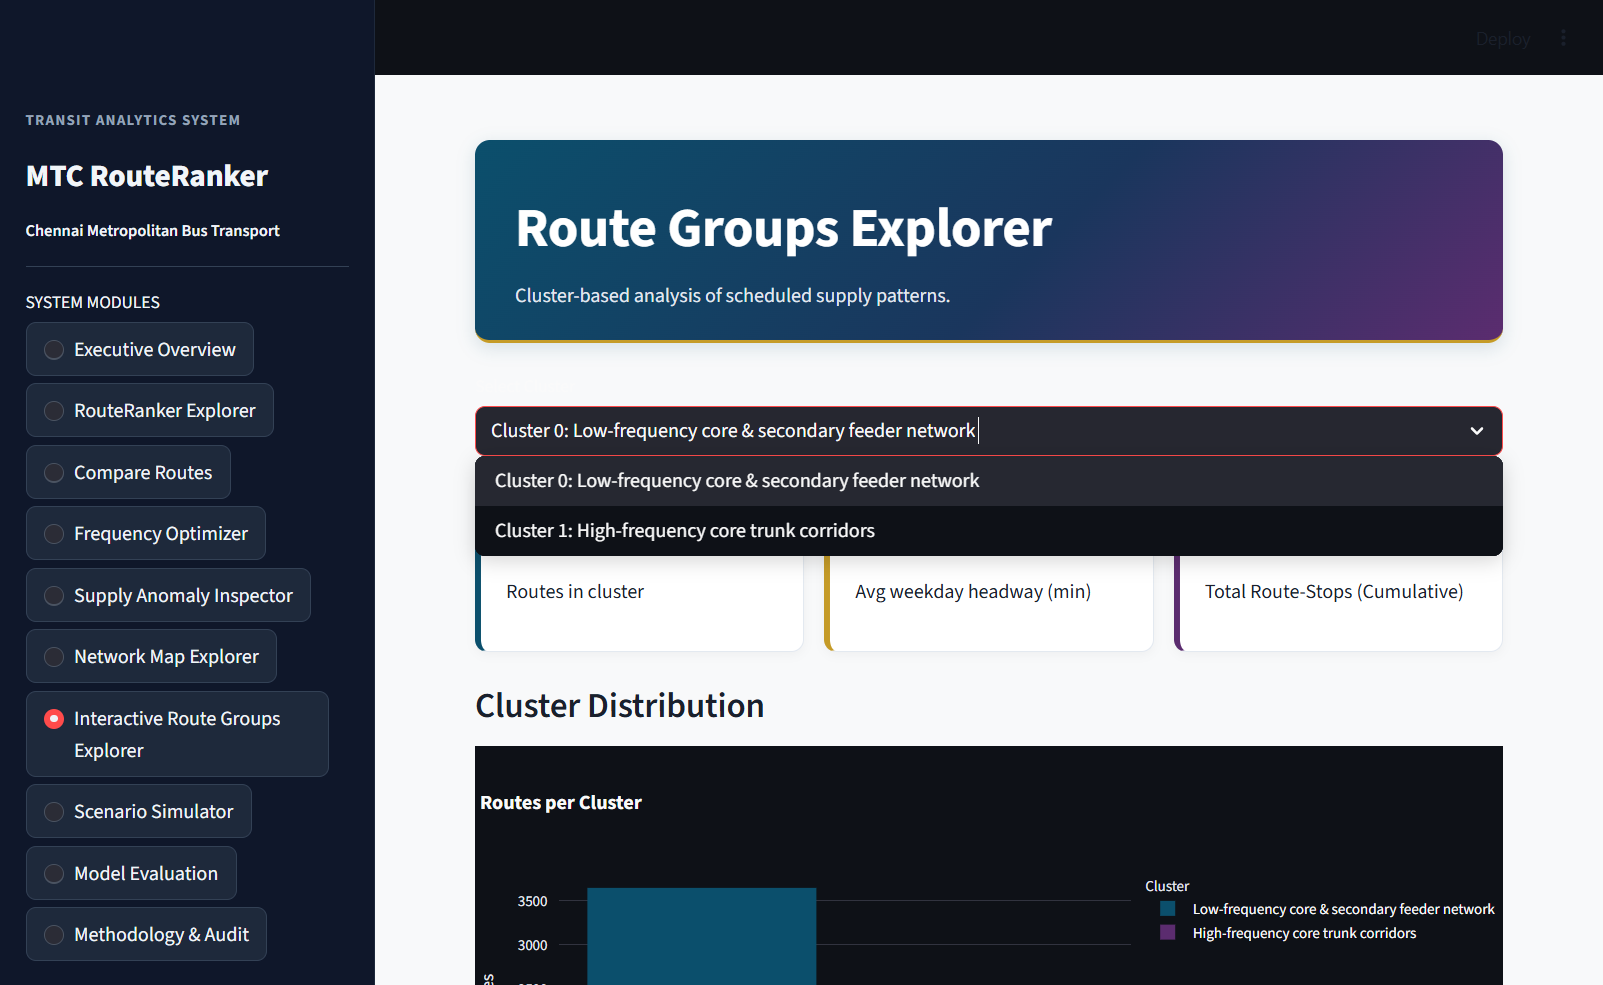 Deploy
TRANSIT ANALYTICS SYSTEM
MTC RouteRanker
Chennai Metropolitan Bus Transport
SYSTEM MODULES
Executive Overview
RouteRanker Explorer
Compare Routes
Frequency Optimizer
Supply Anomaly Inspector
Network Map Explorer
Interactive Route Groups
Explorer
Scenario Simulator
Model Evaluation
Methodology & Audit
Route Groups Explorer
Cluster-based analysis of scheduled supply patterns.
Cluster 0: Low-frequency core & secondary feeder network
Cluster 0: Low-frequency core & secondary feeder network
Cluster 1: High-frequency core trunk corridors
Routes in cluster
Avg weekday headway (min)
Total Route-Stops (Cumulative)
Cluster Distribution
Routes per Cluster
3500
3000
Cluster
Low-frequency core & secondary feeder network
High-frequency core trunk corridors